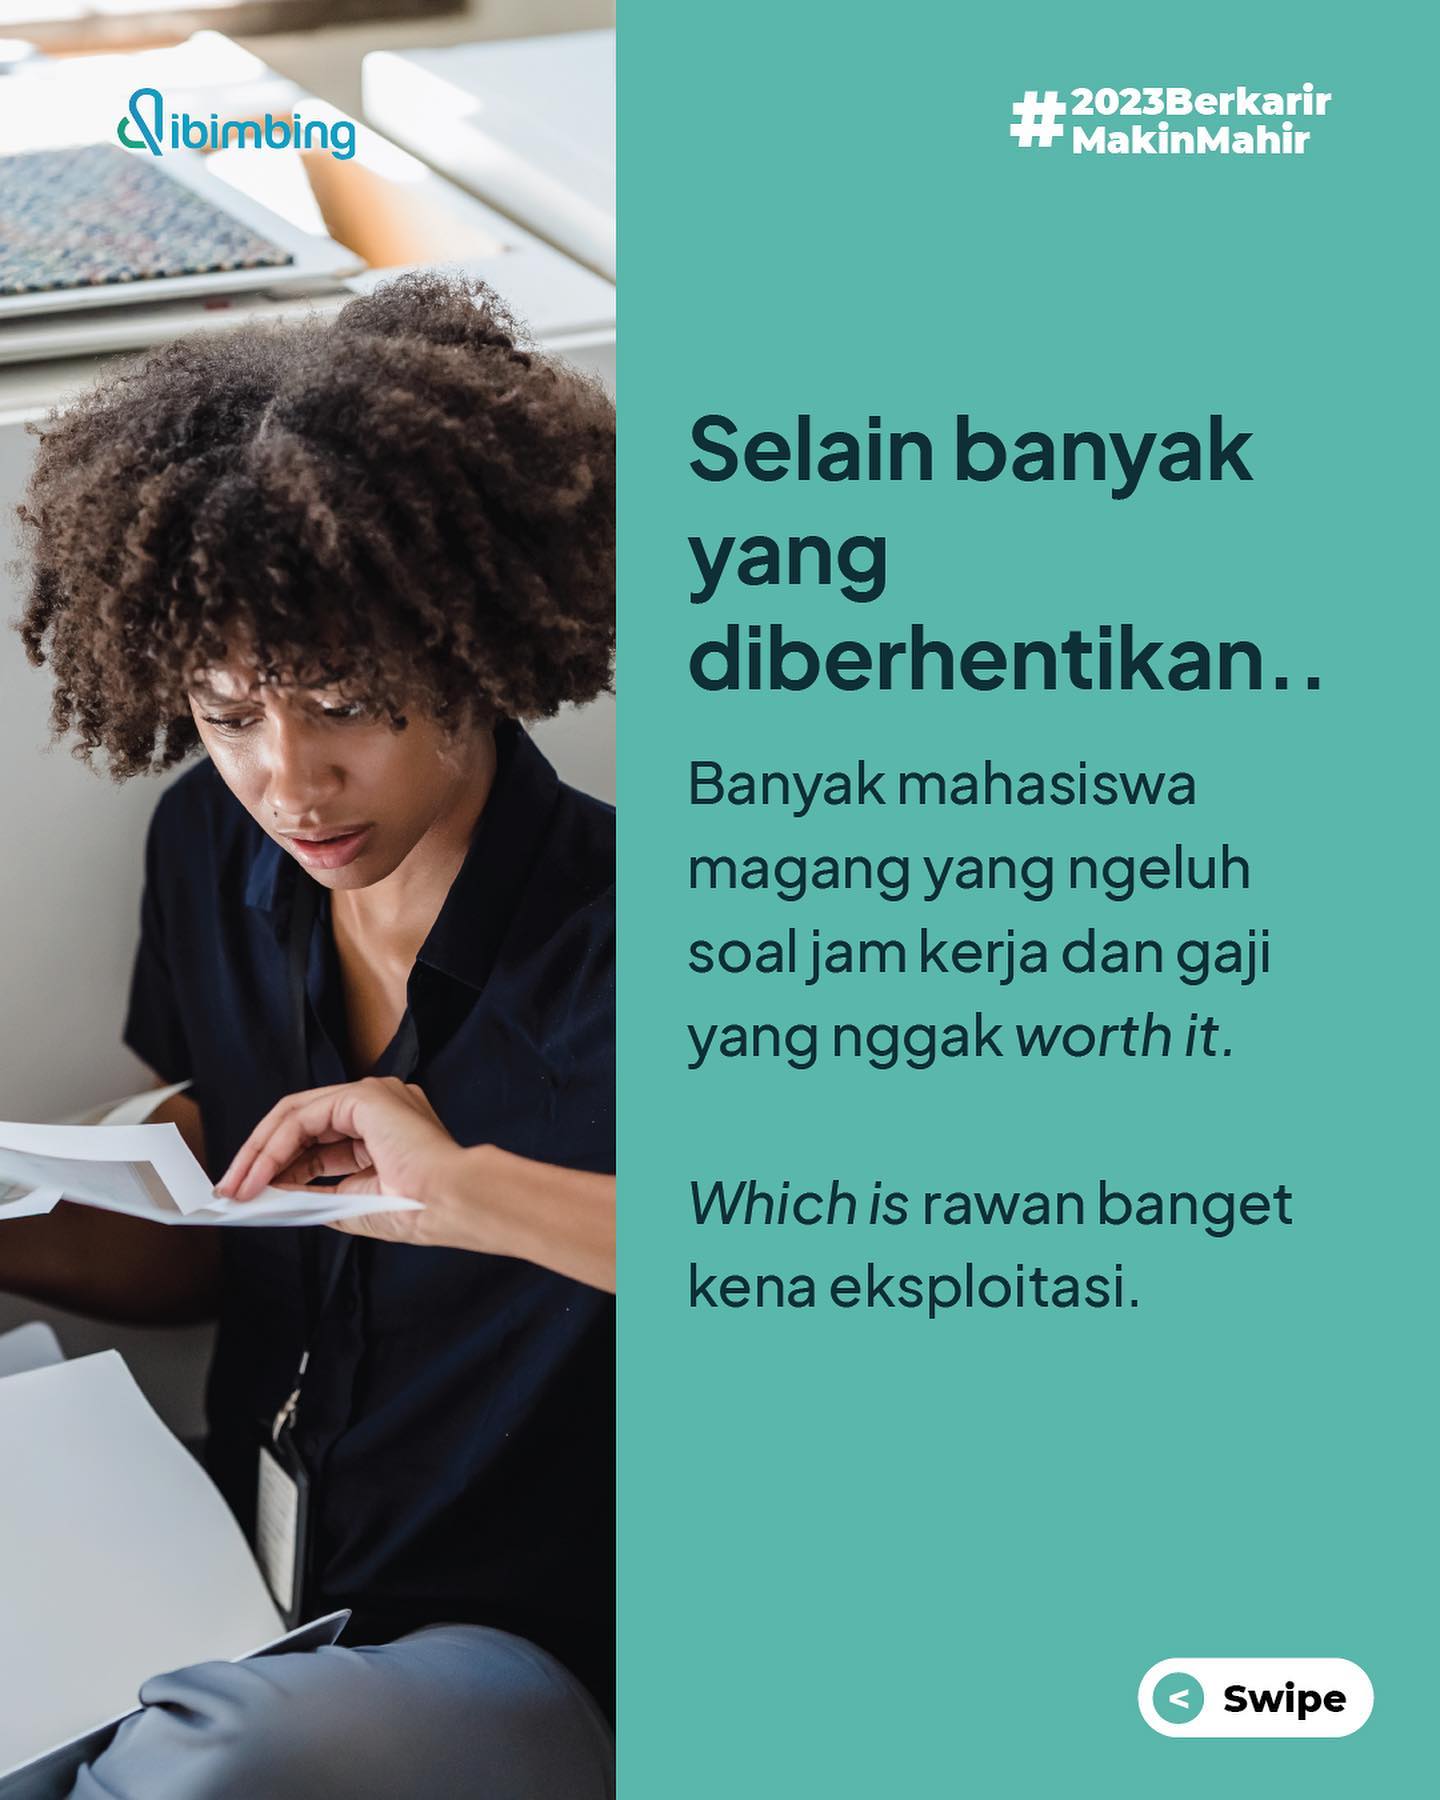 ibimbing
#2023Berkarir
MakinMahir
Selain banyak
yang
diberhentikan..
Banyak mahasiswa
magang yang ngeluh
soal jam kerja dan gaji
yang nggak worth it.
Which is rawan banget
kena eksploitasi.
< Swipe